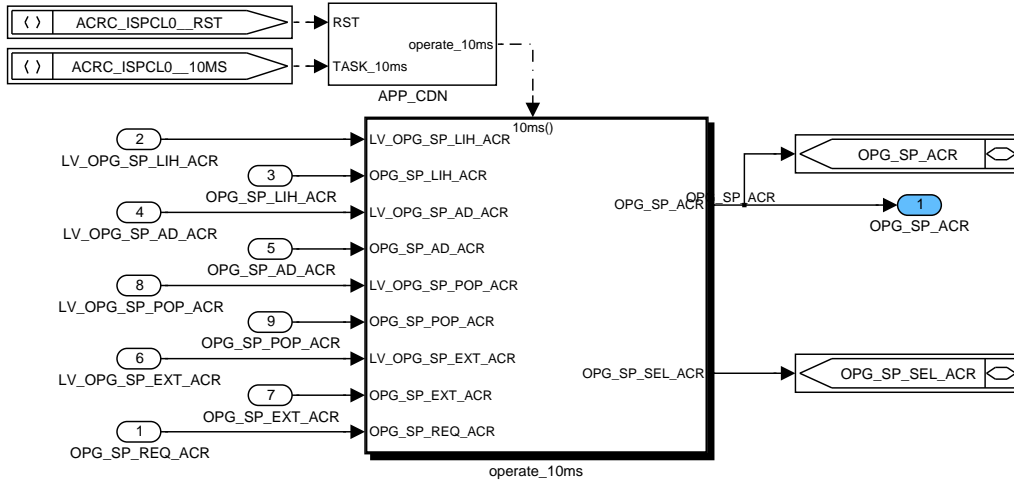 ACRC_ISPCL0__RST
RST
operate_10ms
ACRC_ISPCL0__10MS
TASK_10ms
APP_CDN
10ms()
2
LV_OPG_SP_LIH_ACR
LV_OPG_SP_LIH_ACR
3
OPG_SP_LIH_ACR
OPG_SP_LIH_ACR
4
LV_OPG_SP_AD_ACR
LV_OPG_SP_AD_ACR
5
OPG_SP_AD_ACR
OPG_SP_AD_ACR
8
LV_OPG_SP_POP_ACR
LV_OPG_SP_POP_ACR
9
OPG_SP_POP_ACR
OPG_SP_POP_ACR
6
LV_OPG_SP_EXT_ACR
LV_OPG_SP_EXT_ACR
7
OPG_SP_EXT_ACR
OPG_SP_EXT_ACR
1
OPG_SP_REQ_ACR
OPG_SP_REQ_ACR
OPG_SP_ACR
OPG_SP_ACR
OPG_SP_ACR
1
OPG_SP_ACR
OPG_SP_SEL_ACR
OPG_SP_SEL_ACR
operate_10ms